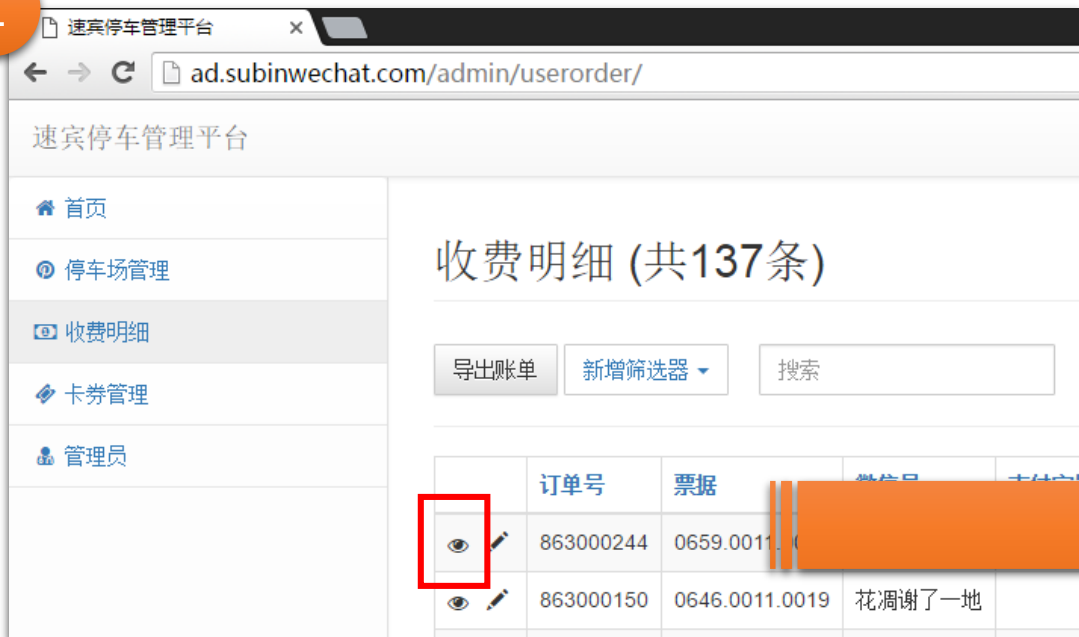 速宾停车管理平台
ad.subinwechat.com/admin/userorder/
速宾停车管理平台
首页
停车场管理
收费明细
卡券管理
管理员
收费明细 (共137条)
导出账单 新增筛选器 搜索
订单号 票据
863000244 0659.0011.
863000150 0646.0011.0019 花凋谢了一地